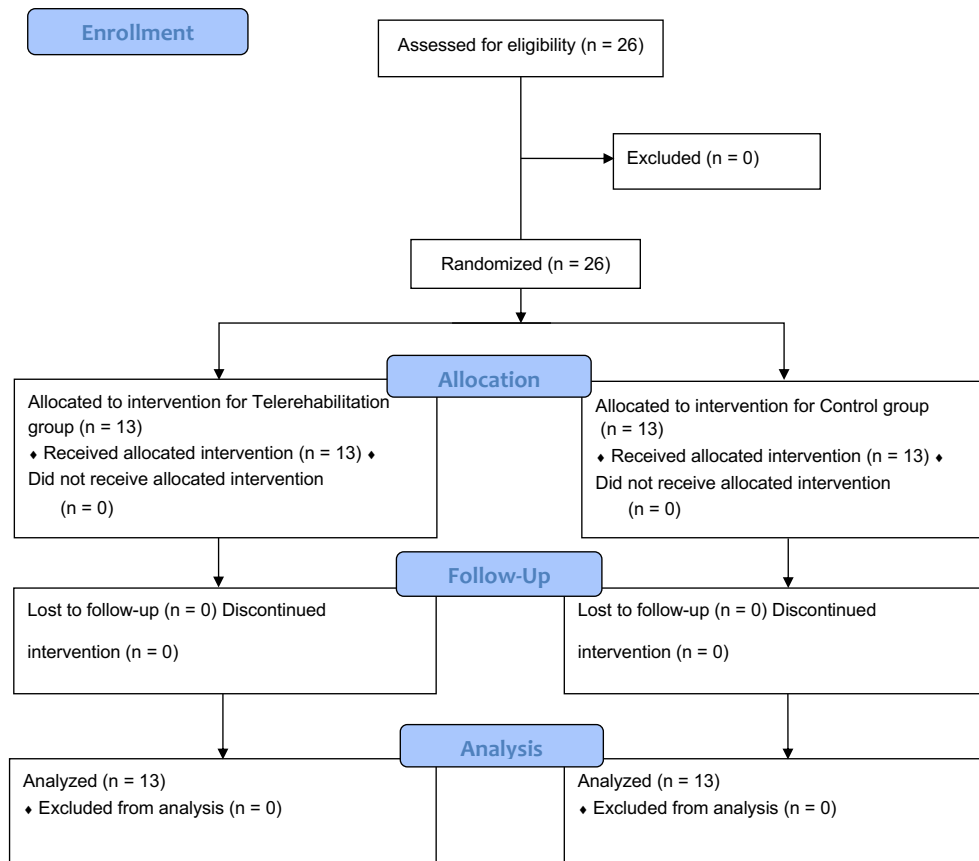 Enrollment
Assessed for eligibility (n = 26)
Excluded (n = 0)
Randomized (n = 26)
Allocation
Allocated to intervention for Telerehabilitation
group (n = 13)
♦ Received allocated intervention (n = 13) ♦
Did not receive allocated intervention
(n = 0)
Allocated to intervention for Control group
(n = 13)
♦ Received allocated intervention (n = 13) ♦
Did not receive allocated intervention
(n = 0)
Follow-Up
Lost to follow-up (n = 0) Discontinued
intervention (n = 0)
Lost to follow-up (n = 0) Discontinued
intervention (n = 0)
Analysis
Analyzed (n = 13)
♦ Excluded from analysis (n = 0)
Analyzed (n = 13)
♦ Excluded from analysis (n = 0)